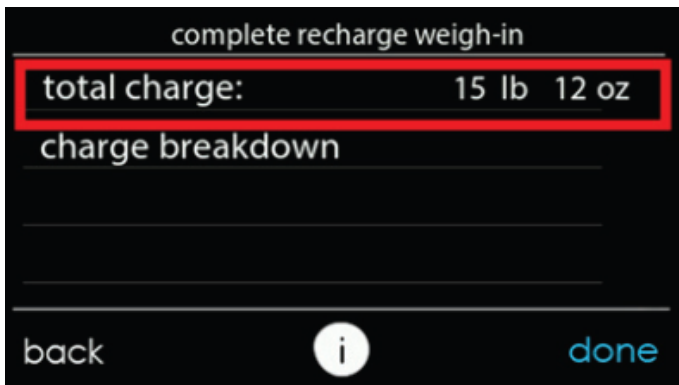 complete recharge weigh-in
total charge: 15 lb 12 oz
charge breakdown
back i done